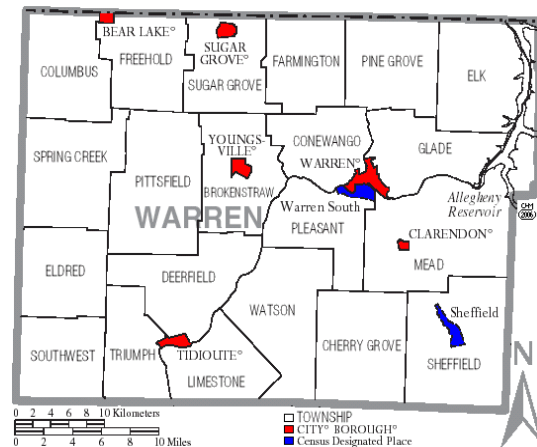 BEAR LAKE°
COLUMBUS
FREEHOLD
SUGAR
GROVE°
SUGAR GROVE
FARMINGTON
PINE GROVE
ELK
SPRING CREEK
PITTSFIELD
YOUNGS-
VILLE°
BROKENSTRAW
CONEWANGO
WARREN°
GLADE
Allegheny
Reservoir
CHM
2006
WARREN
Warren South
PLEASANT
CLARENDON°
MEAD
ELDRED
DEERFIELD
WATSON
Sheffield
SOUTHWEST
TRIUMPH
TIDIOUTE°
LIMESTONE
CHERRY GROVE
SHEFFIELD
N
0 2 4 6 8 10 Kilometers
0 2 4 6 8 10 Miles
TOWNSHIP
CITY° BOROUGH°
Census Designated Place